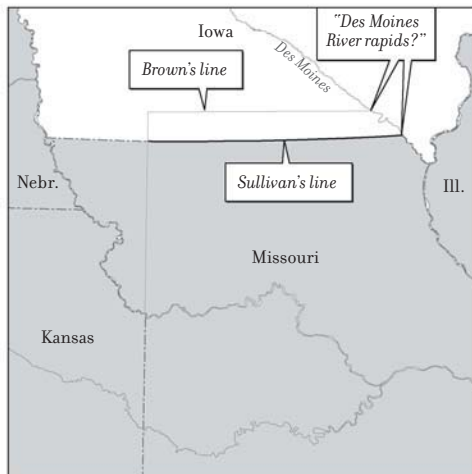 Iowa
"Des Moines
River rapids?"
Des Moines
Brown's line
Sullivan's line
Nebr.
Ill.
Missouri
Kansas